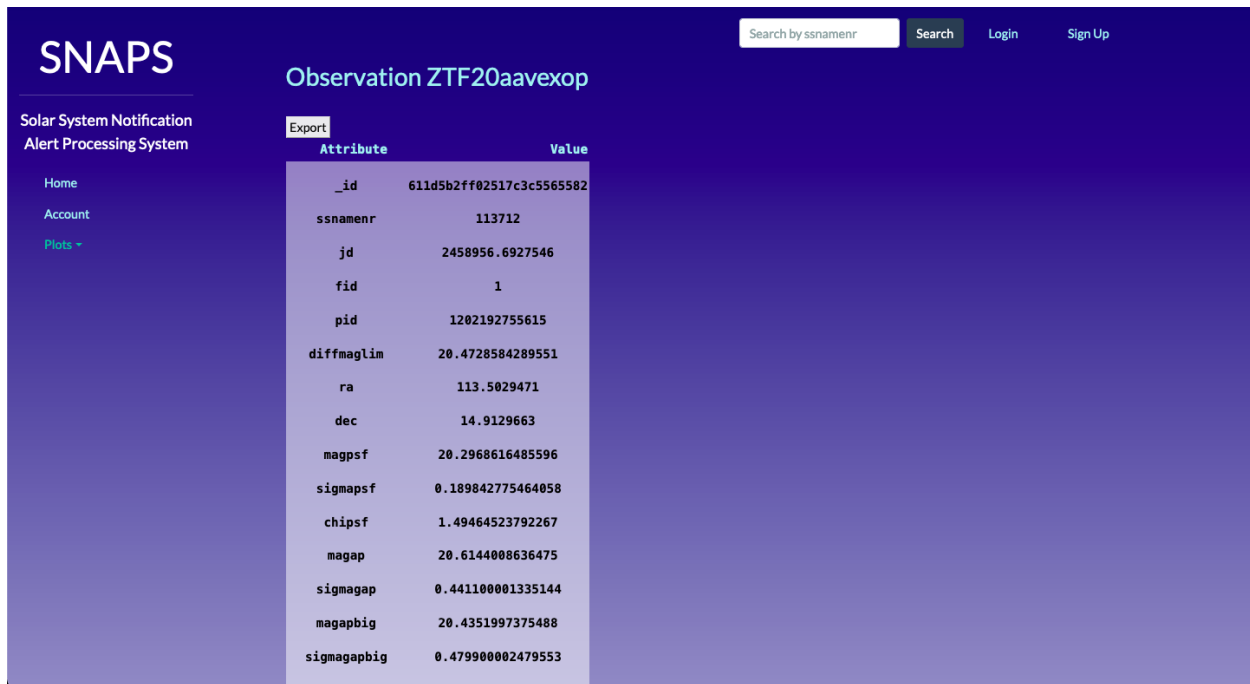 SNAPS
Solar System Notification
Alert Processing System
Home
Account
Plots
Search by ssnamenr Search Login Sign Up
Observation ZTF20aavexop
Export
Attribute Value
_id 611d5b2ff02517c3c5565582
ssnamenr 113712
jd 2458956.6927546
fid 1
pid 1202192755615
diffmaglim 20.4728584289551
ra 113.5029471
dec 14.9129663
magpsf 20.2968616485596
sigmapsf 0.189842775464058
chipsf 1.49464523792267
magap 20.6144008636475
sigmagap 0.441100001335144
magapbig 20.4351997375488
sigmagapbig 0.479900002479553